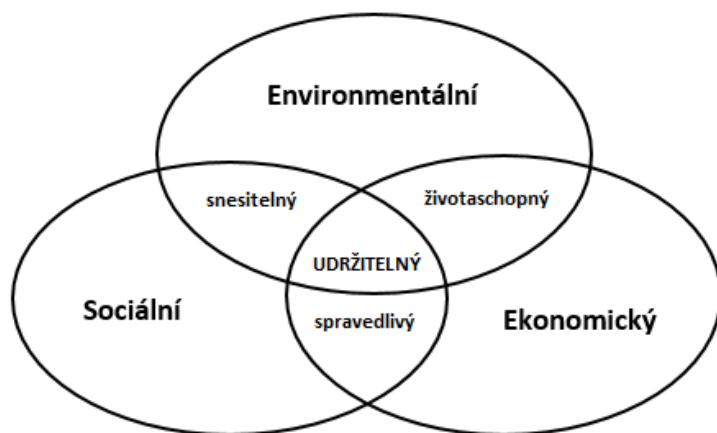 Environmentální
snesitelný
životaschopný
UDRŽITELNÝ
Sociální
spravedlivý
Ekonomický